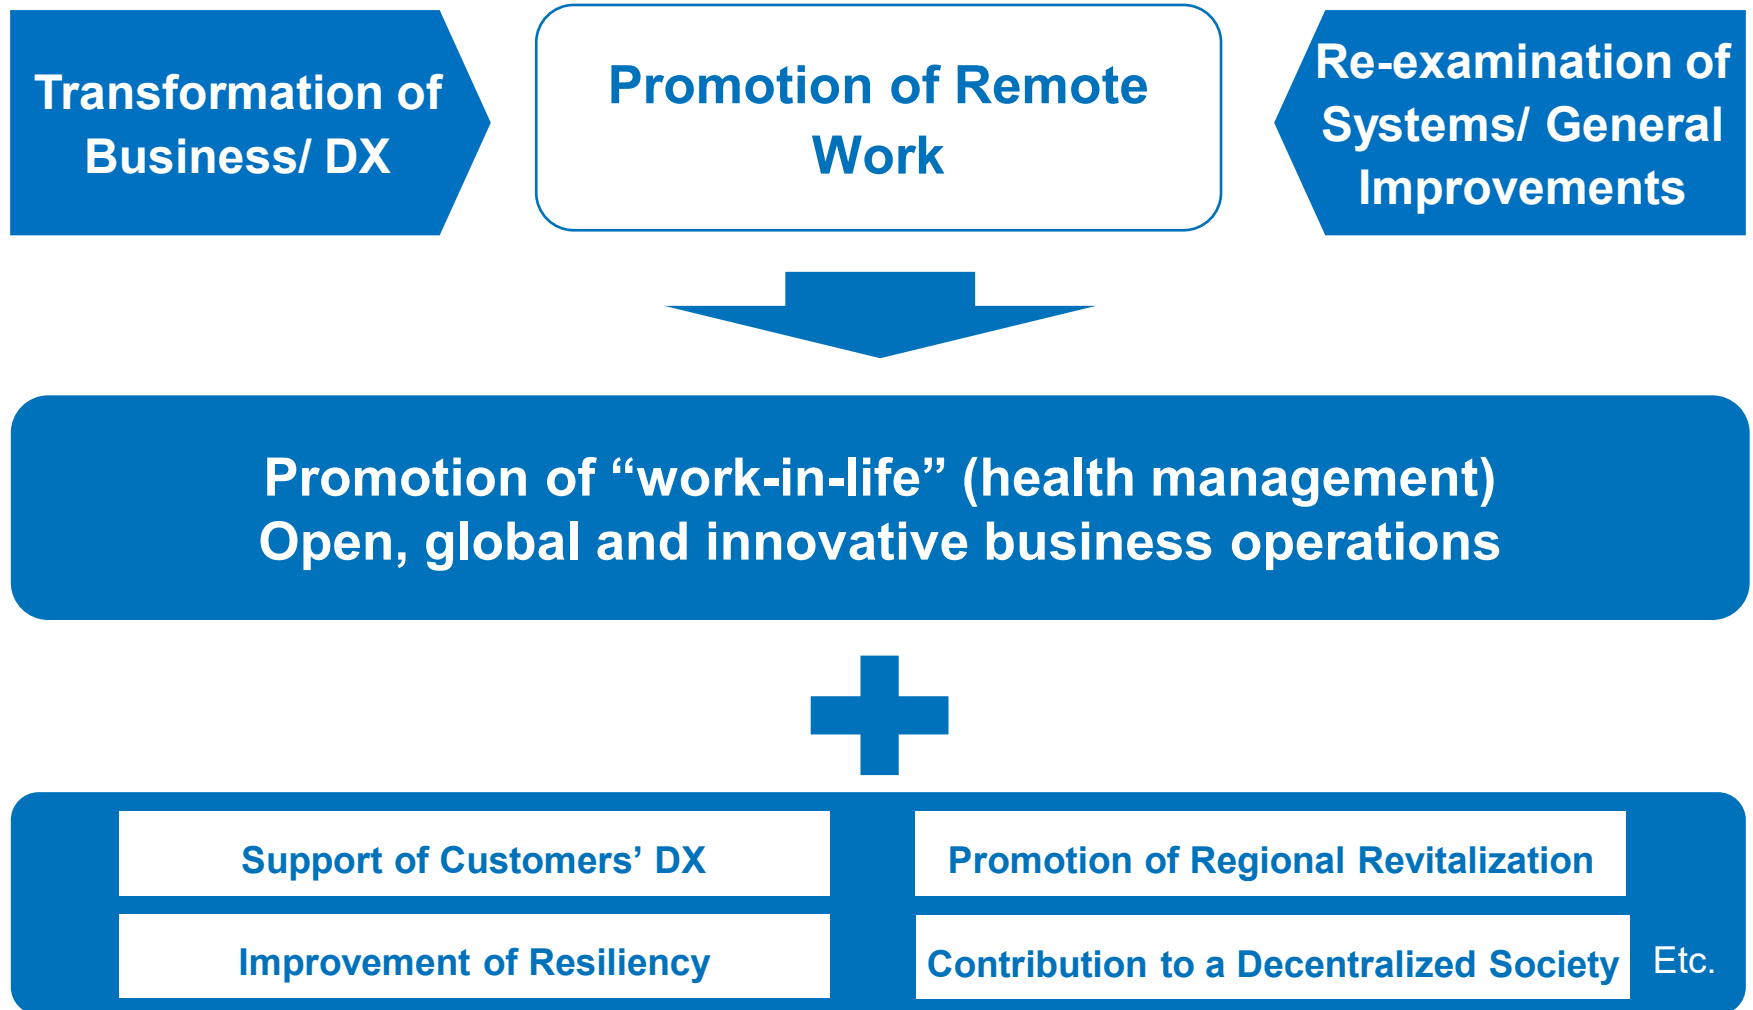 Transformation of
Business/ DX
Promotion of Remote
Work
Re-examination of
Systems/ General
Improvements
Promotion of “work-in-life” (health management)
Open, global and innovative business operations
Support of Customers’ DX
Promotion of Regional Revitalization
Improvement of Resiliency
Contribution to a Decentralized Society
Etc.